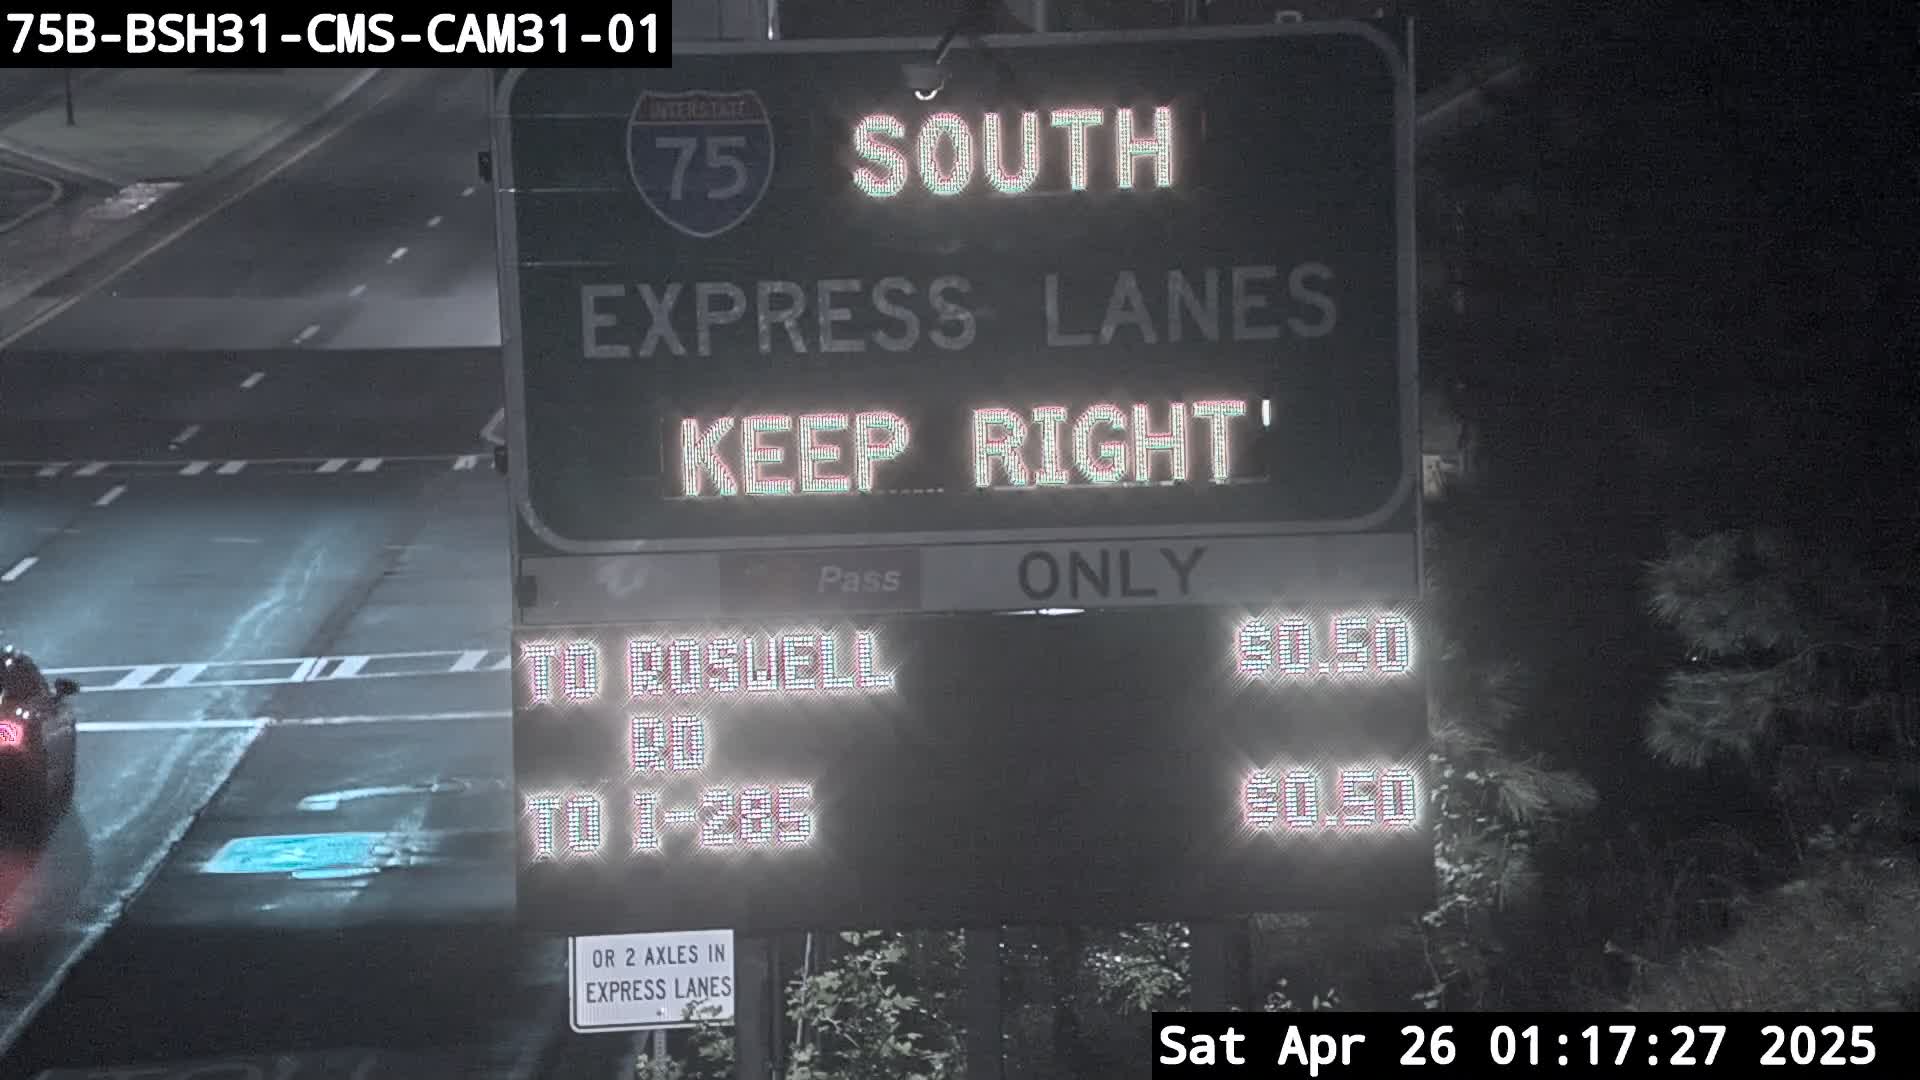 75B-BSH31-CMS-CAM31-01
INTERSTATE
75
SOUTH
EXPRESS LANES
KEEP RIGHT
Pass ONLY
TO ROSWELL $0.50
RD
TO I-285 $0.50
OR 2 AXLES IN
EXPRESS LANES
Sat Apr 26 01:17:27 2025